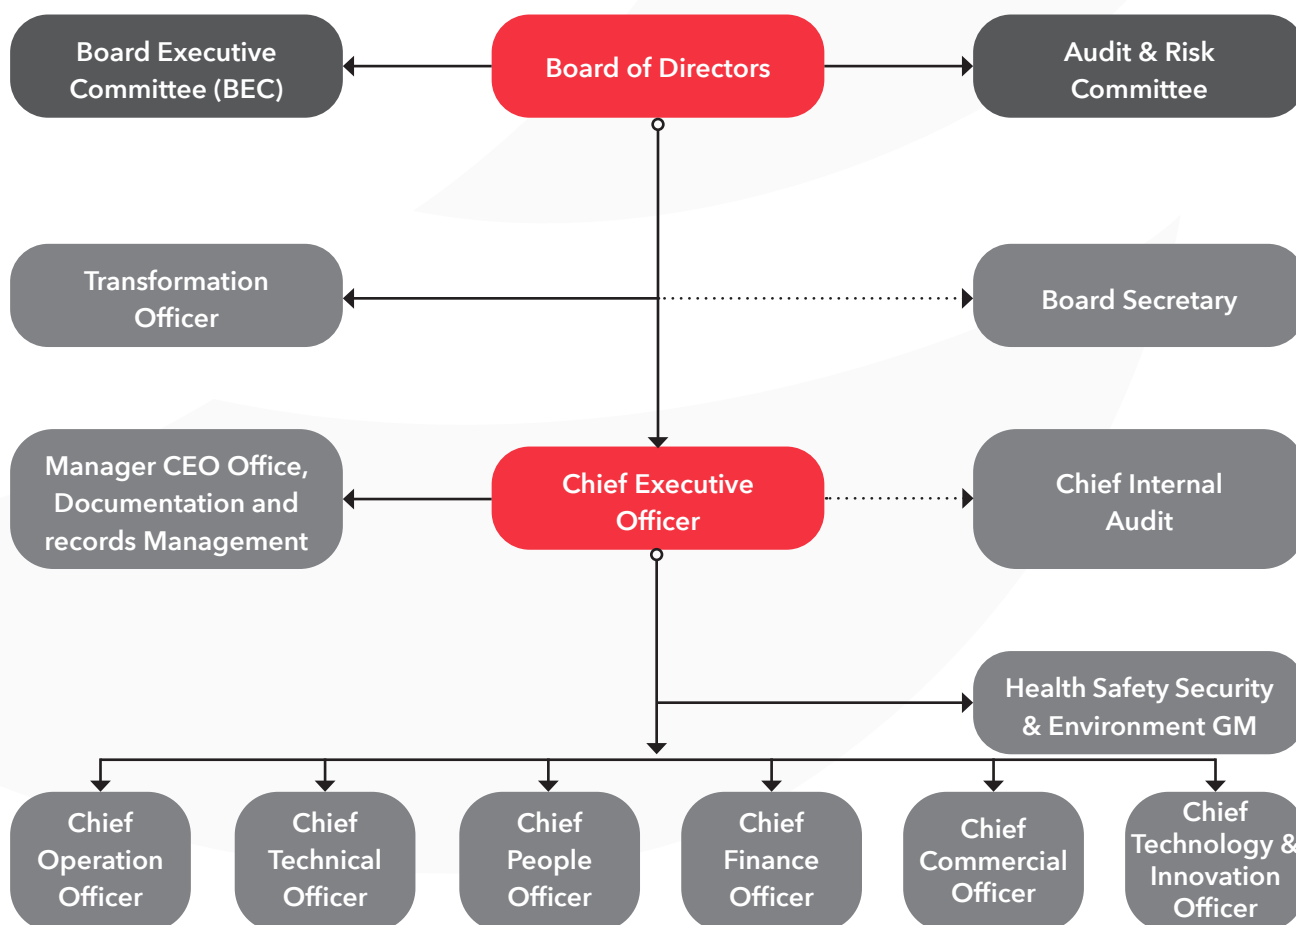 Board Executive
Committee (BEC)
Board of Directors
Audit & Risk
Committee
Transformation
Officer
Board Secretary
Manager CEO Office,
Documentation and
records Management
Chief Executive
Officer
Chief Internal
Audit
Health Safety Security
& Environment GM
Chief
Operation
Officer
Chief
Technical
Officer
Chief
People
Officer
Chief
Finance
Officer
Chief
Commercial
Officer
Chief
Technology &
Innovation
Officer